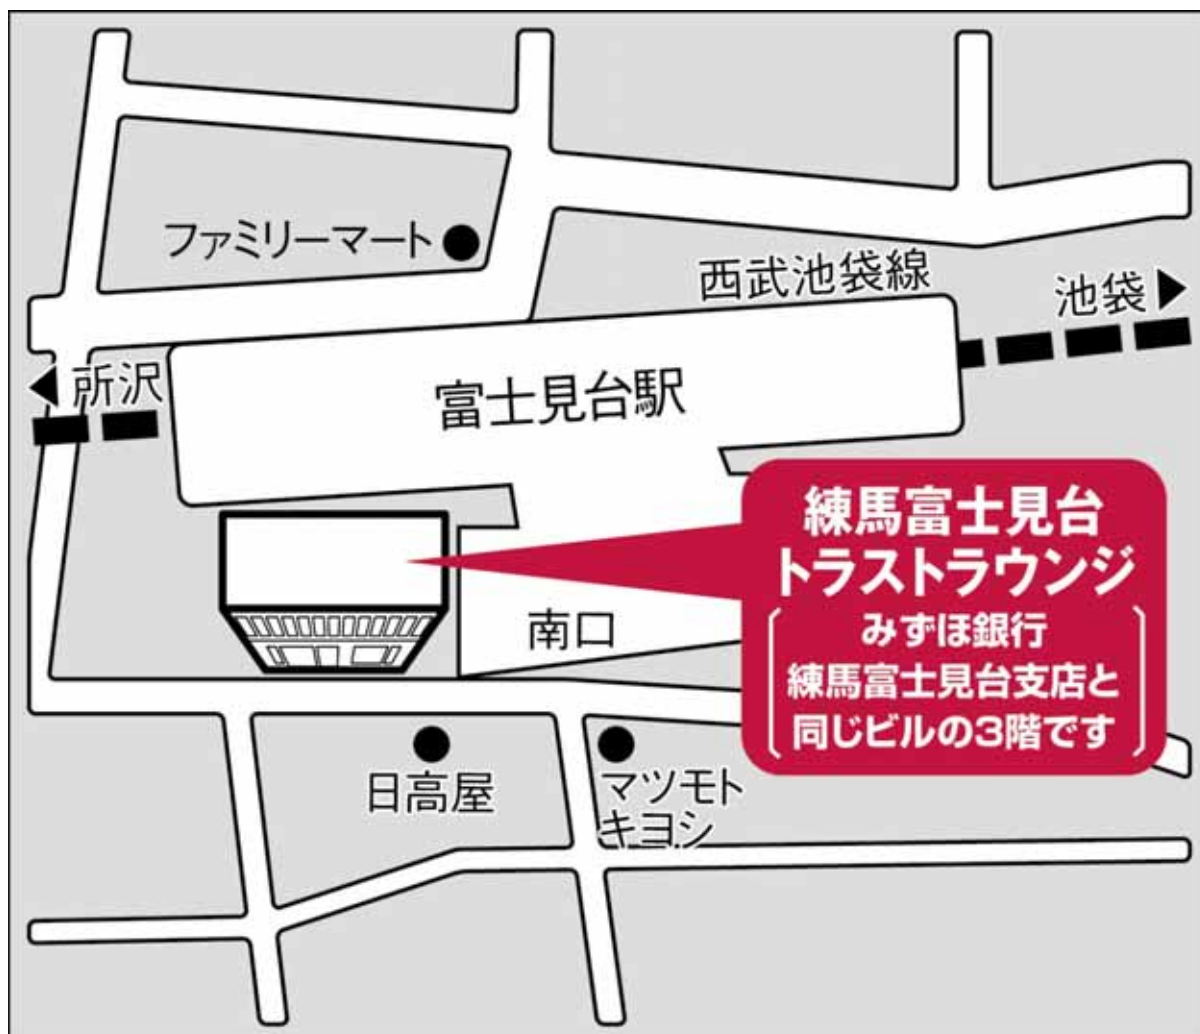 ファミリーマート
西武池袋線
池袋
所沢
富士見台駅
練馬富士見台
トラストラウンジ
みずほ銀行
練馬富士見台支店と
同じビルの3階です
南口
日高屋
マツモト
キヨシ